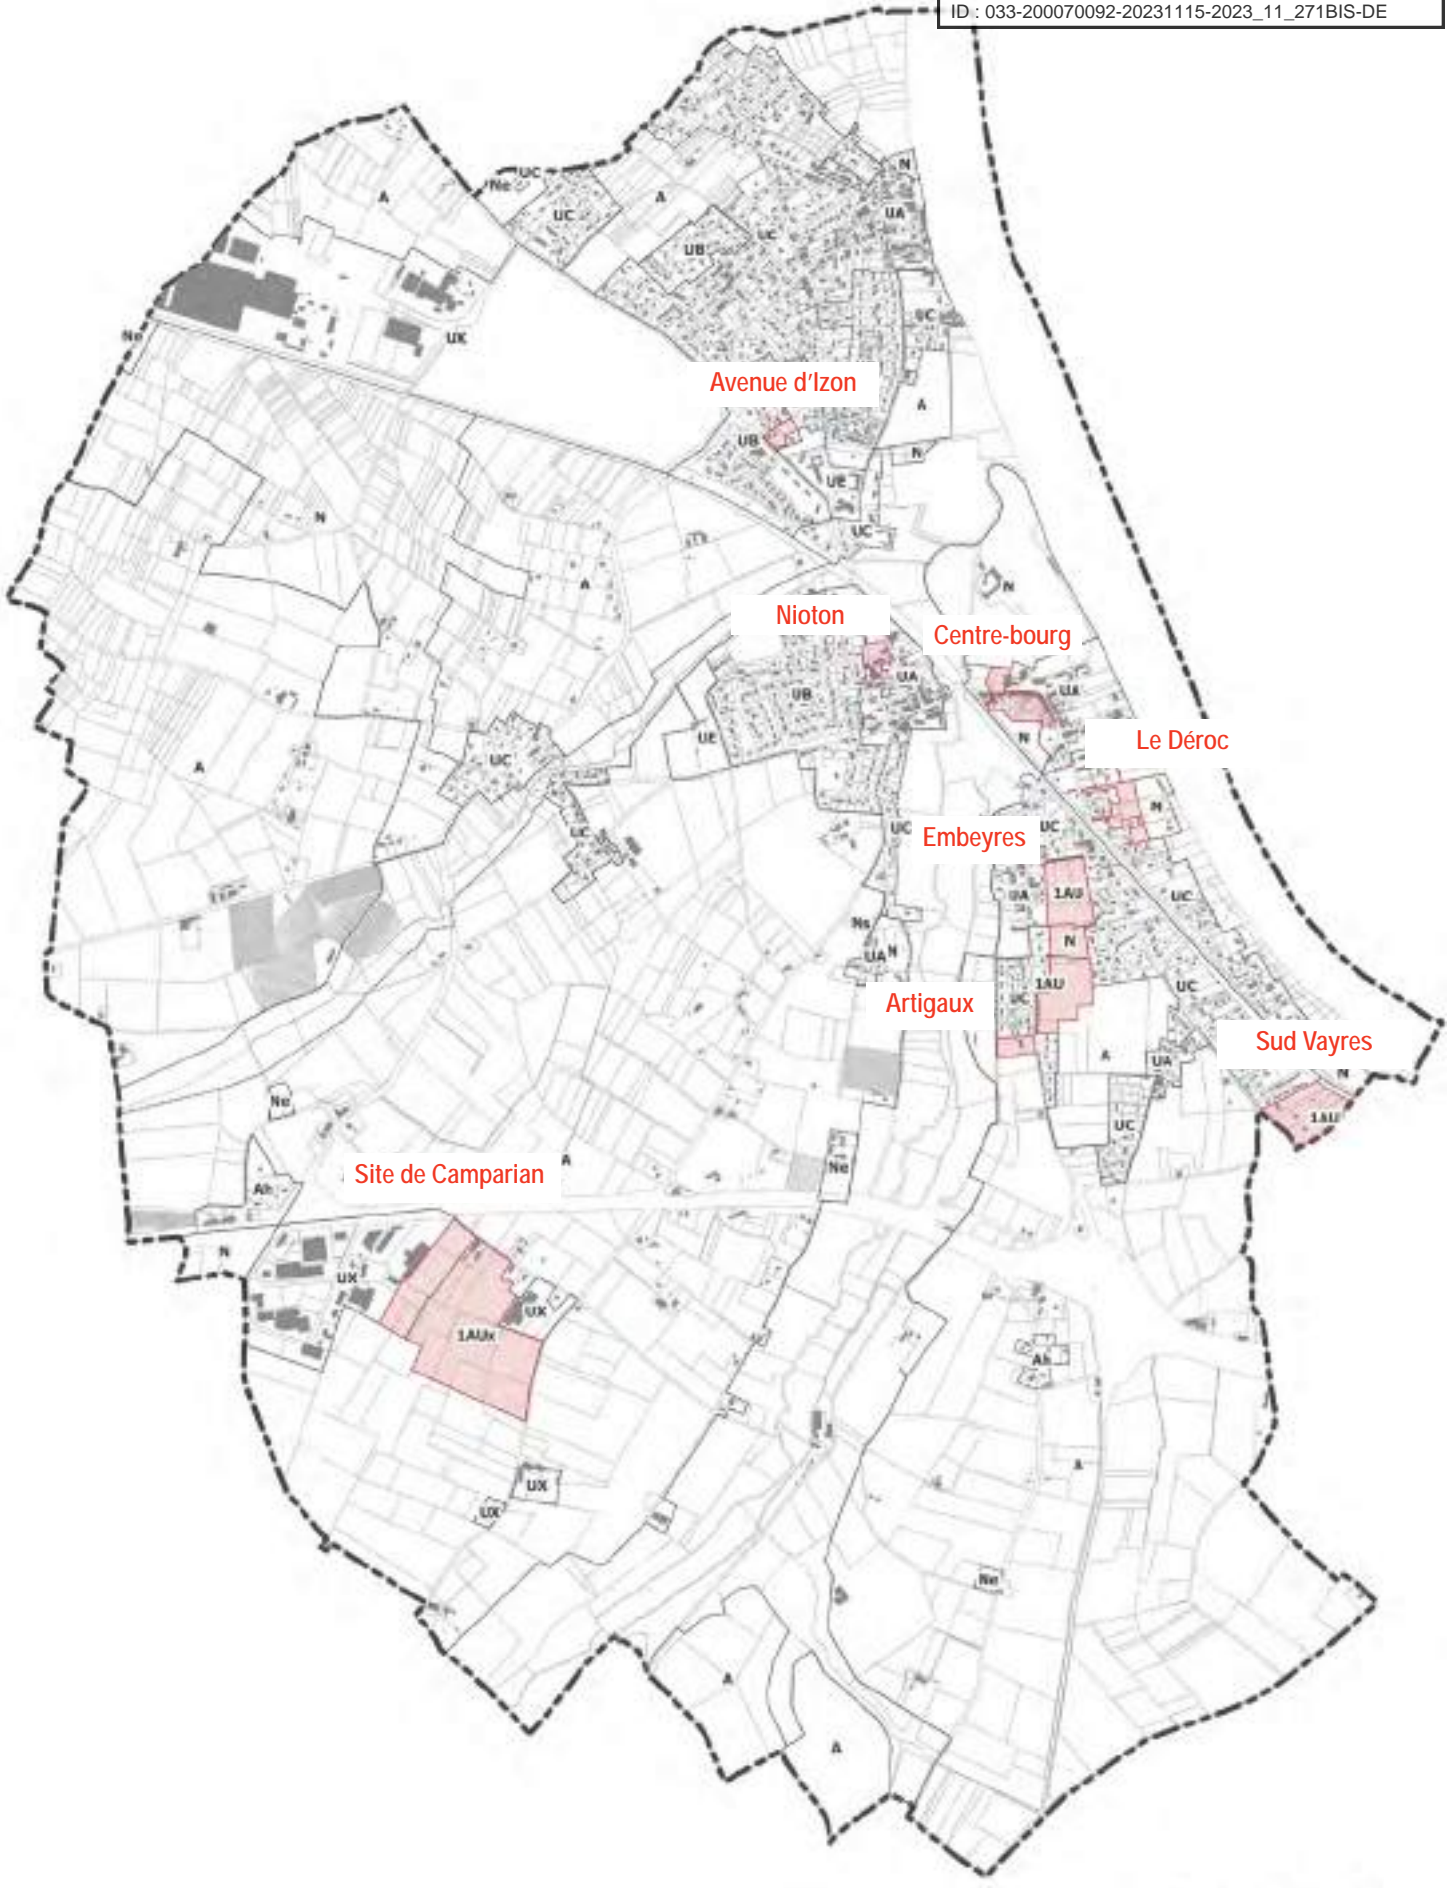 ID : 033-200070092-20231115-2023_11_271BIS-DE
N
UC
Ne
A
A
UC
UA
UB
UC
UC
Ne
UX
Avenue d'Izon
A
UB
N
UE
N
UC
A
N
Nioton
Centre-bourg
UA
UB
UA
UE
N
Le Déroc
UC
A
N
UC
UC
Embeyres
UC
UA
1AU
UC
Ns
N
UA
N
1AU
UC
UC
Artigaux
Sud Vayres
A
UA
N
Ne
1AU
UC
Site de Camparian
A
Ne
Ah
N
UX
UX
1AUx
Ah
A
UX
UX
Ne
A
A